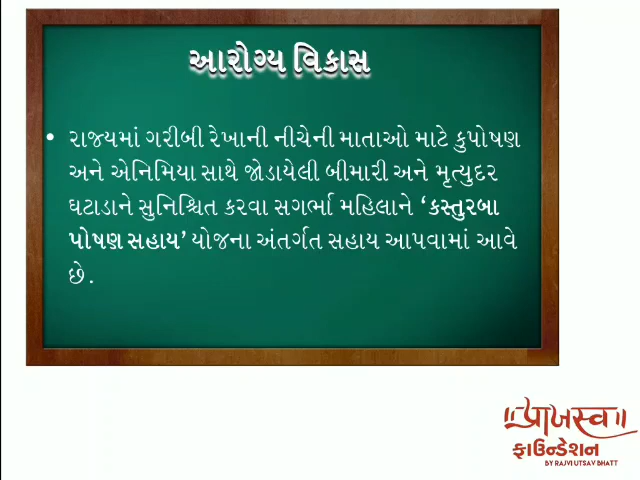 આરોગ્ય વિકાસ
• રાજ્યમાં ગરીબી રેખાની નીચેની માતાઓ માટે કુપોષણ
અને એનિમિયા સાથે જોડાયેલી બીમારી અને મૃત્યુદર
ઘટાડાને સુનિશ્ચિત કરવા સગર્ભા મહિલાને ‘કસ્તુરબા
પોષણ સહાય’ યોજના અંતર્ગત સહાય આપવામાં આવે
છે.
॥પ્રાજસ્વ॥
ફાઉન્ડેશન
BY RAJVI UTSAV BHATT